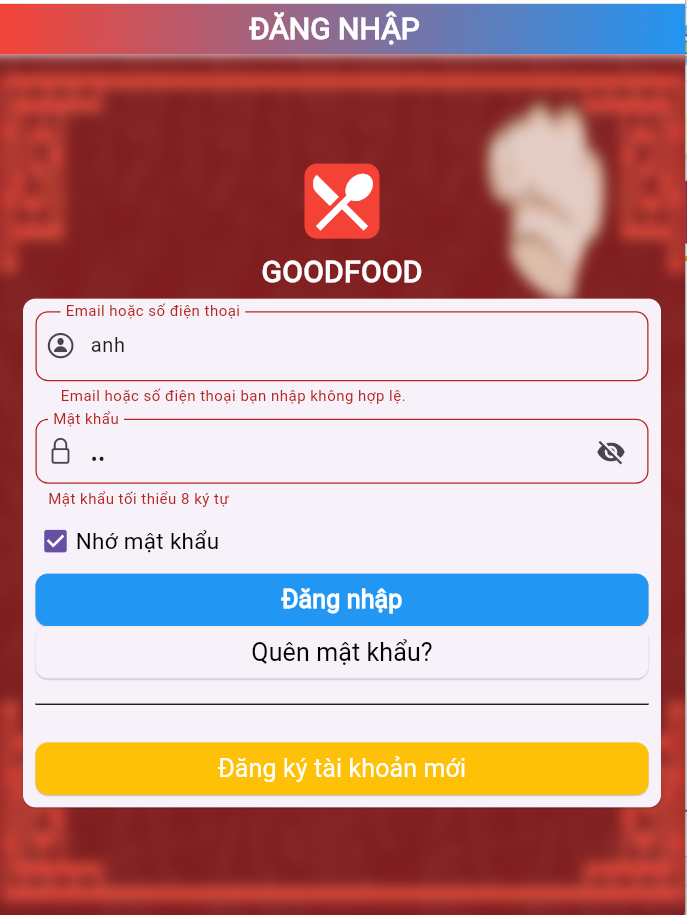 ĐĂNG NHẬP
GOODFOOD
Email hoặc số điện thoại
anh
Email hoặc số điện thoại bạn nhập không hợp lệ.
Mật khẩu
••
Mật khẩu tối thiểu 8 ký tự
Nhớ mật khẩu
Đăng nhập
Quên mật khẩu?
Đăng ký tài khoản mới